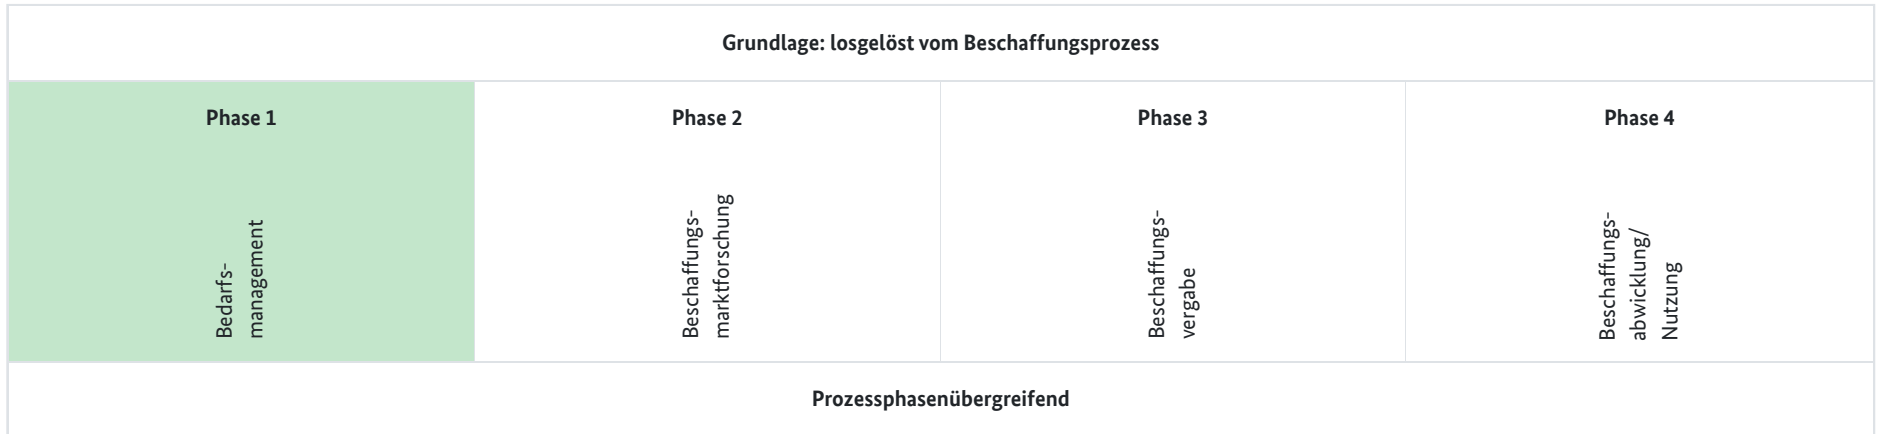 Grundlage: losgelöst vom Beschaffungsprozess
Phase 1
Bedarfs-
management
Phase 2
Beschaffungs-
marktforschung
Phase 3
Beschaffungs-
vergabe
Phase 4
Beschaffungs-
abwicklung/
Nutzung
Prozessphasenübergreifend